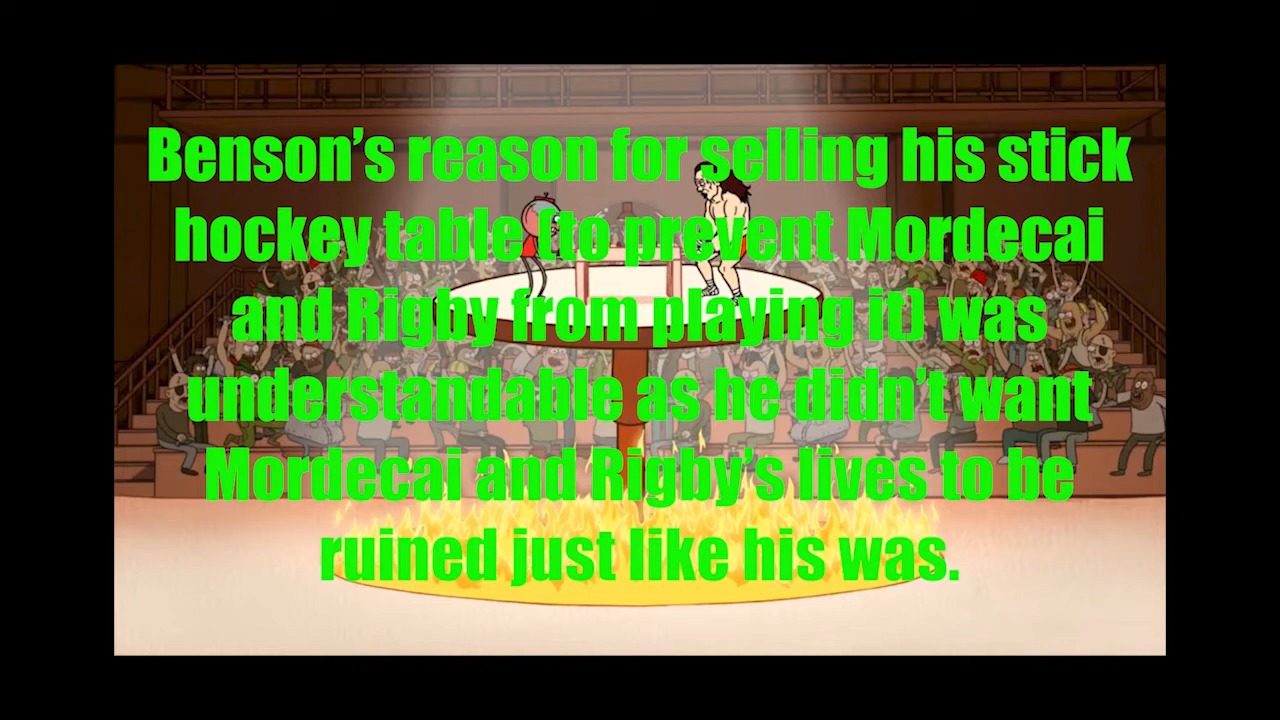 Benson’s reason for selling his stick
hockey table (to prevent Mordecai
and Rigby from playing it) was
understandable as he didn’t want
Mordecai and Rigby’s lives to be
ruined just like his was.